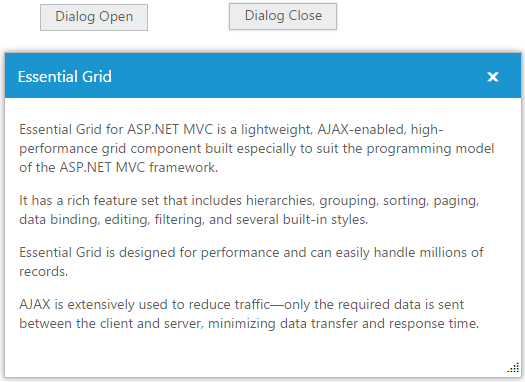 Dialog Open
Dialog Close
Essential Grid
Essential Grid for ASP.NET MVC is a lightweight, AJAX-enabled, high-
performance grid component built especially to suit the programming model
of the ASP.NET MVC framework.
It has a rich feature set that includes hierarchies, grouping, sorting, paging,
data binding, editing, filtering, and several built-in styles.
Essential Grid is designed for performance and can easily handle millions of
records.
AJAX is extensively used to reduce traffic—only the required data is sent
between the client and server, minimizing data transfer and response time.